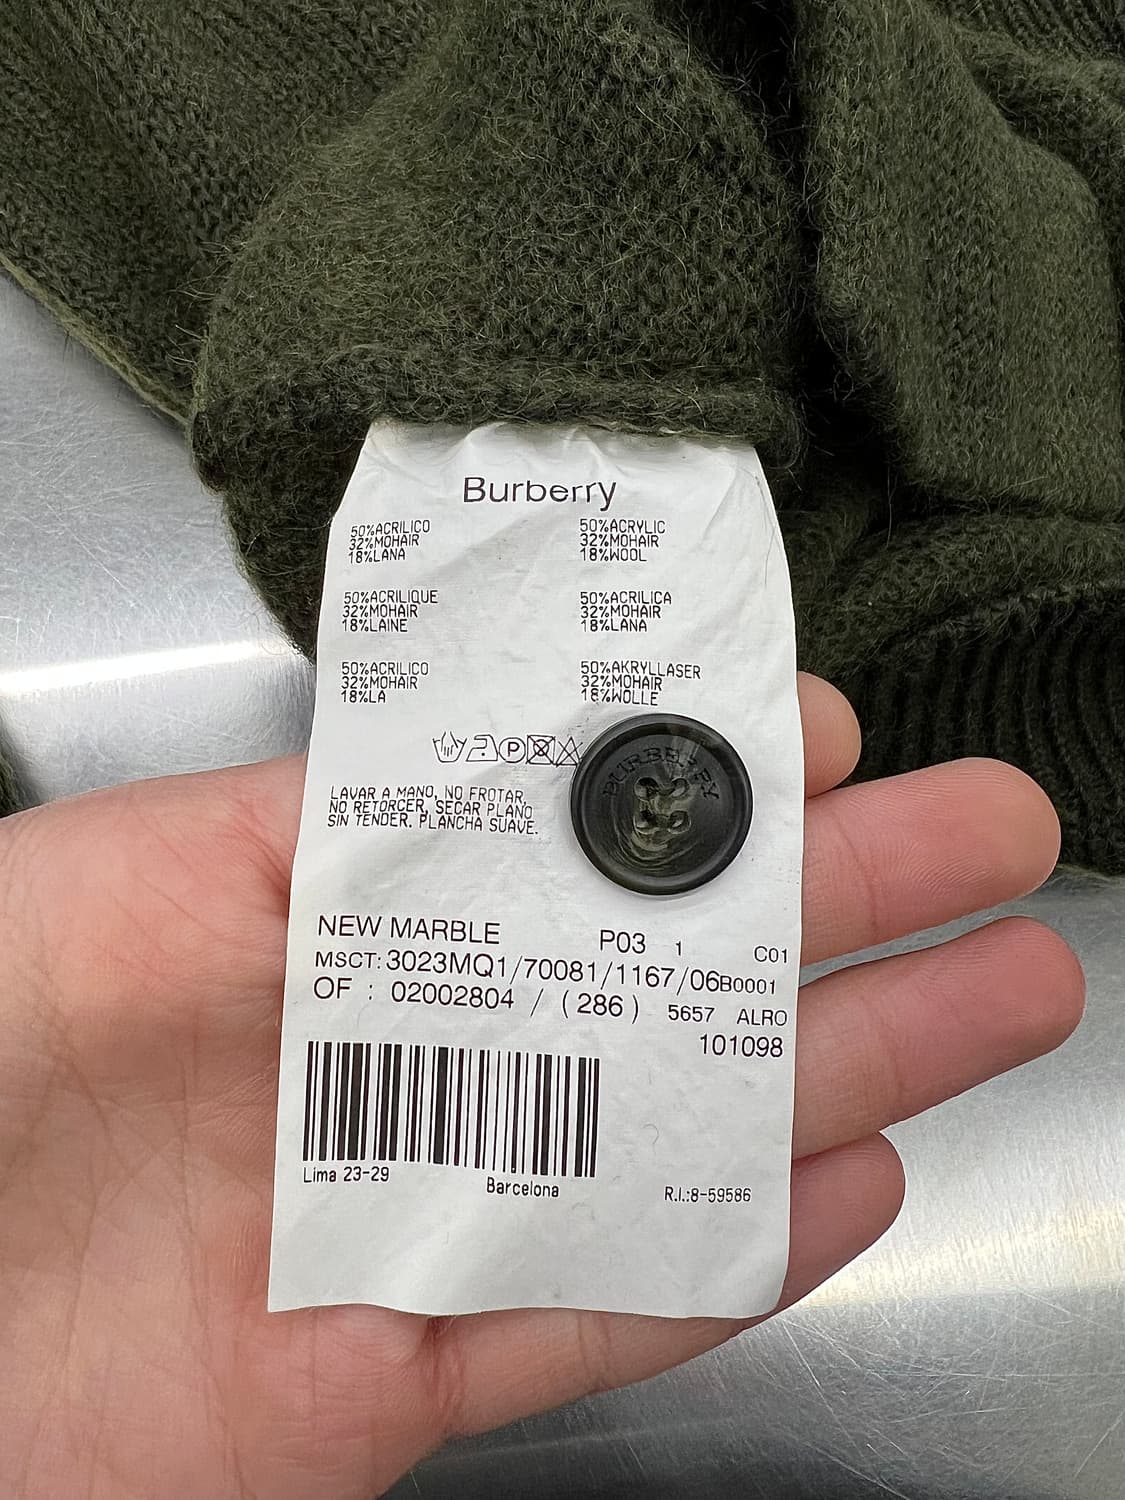 Burberry
50%ACRILICO
32%MOHAIR
18%LANA
50%ACRYLIC
32%MOHAIR
18%WOOL
50%ACRILIQUE
32%MOHAIR
18%LAINE
50%ACRILICA
32%MOHAIR
18%LANA
50%ACRILICO
32%MOHAIR
18%LA
50%AKRYLLASER
32%MOHAIR
18%WOLLE
P
BURBERRY
LAVAR A MANO, NO FROTAR,
NO RETORCER, SECAR PLANO
SIN TENDER. PLANCHA SUAVE.
NEW MARBLE P03 1 C01
MSCT: 3023MQ1/70081/1167/06B0001
OF : 02002804 / (286) 5657 ALRO
101098
Lima 23-29 Barcelona R.I.:8-59586